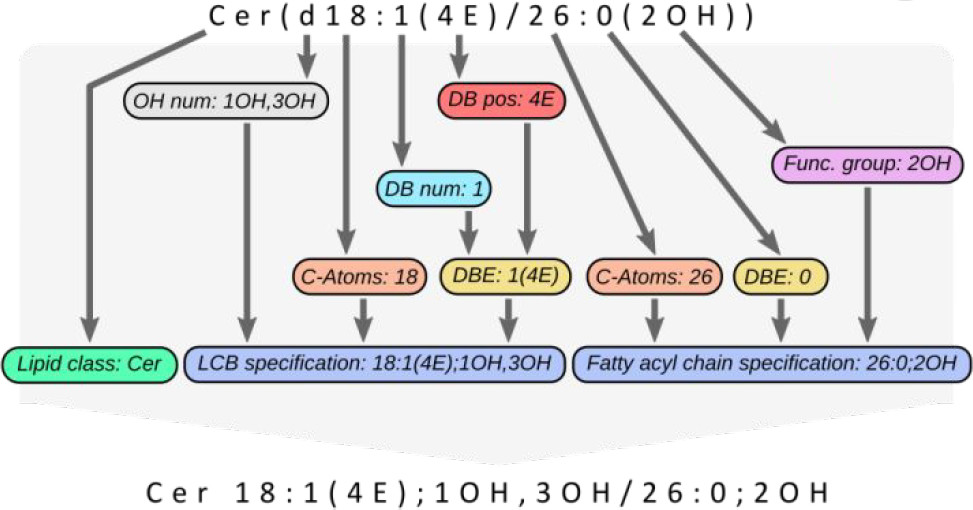 Cer(d18:1(4E)/26:0(2OH))
OH num: 1OH,3OH
DB pos: 4E
Func. group: 2OH
DB num: 1
C-Atoms: 18
DBE: 1(4E)
C-Atoms: 26
DBE: 0
Lipid class: Cer
LCB specification: 18:1(4E);1OH,3OH
Fatty acyl chain specification: 26:0;2OH
Cer 18:1(4E);1OH,3OH/26:0;2OH